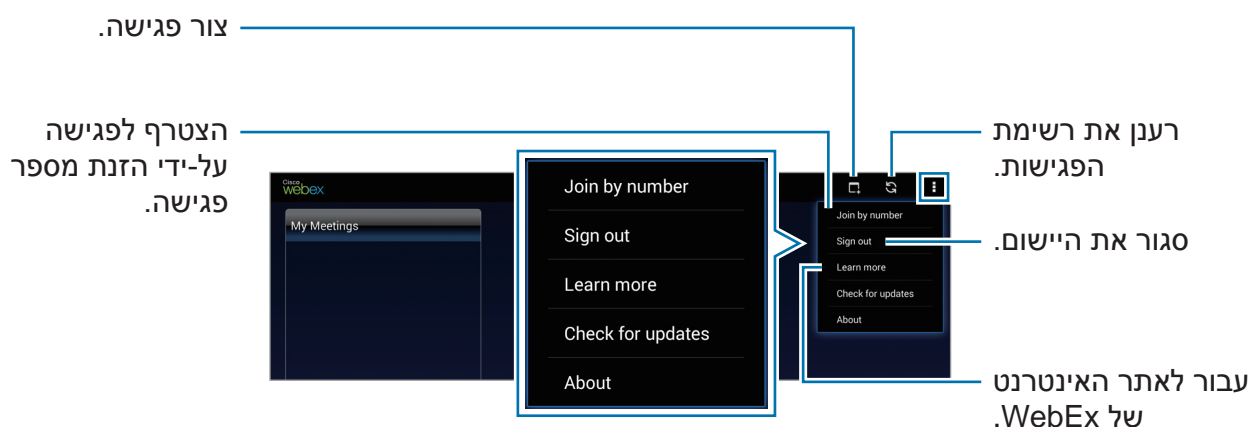 צור פגישה.
הצטרף לפגישה
על-ידי הזנת מספר
פגישה.
רענן את רשימת
הפגישות.
סגור את היישום.
עבור לאתר האינטרנט
של WebEx.
Cisco
webex
My Meetings
Join by number
Sign out
Learn more
Check for updates
About
Join by number
Sign out
Learn more
Check for updates
About